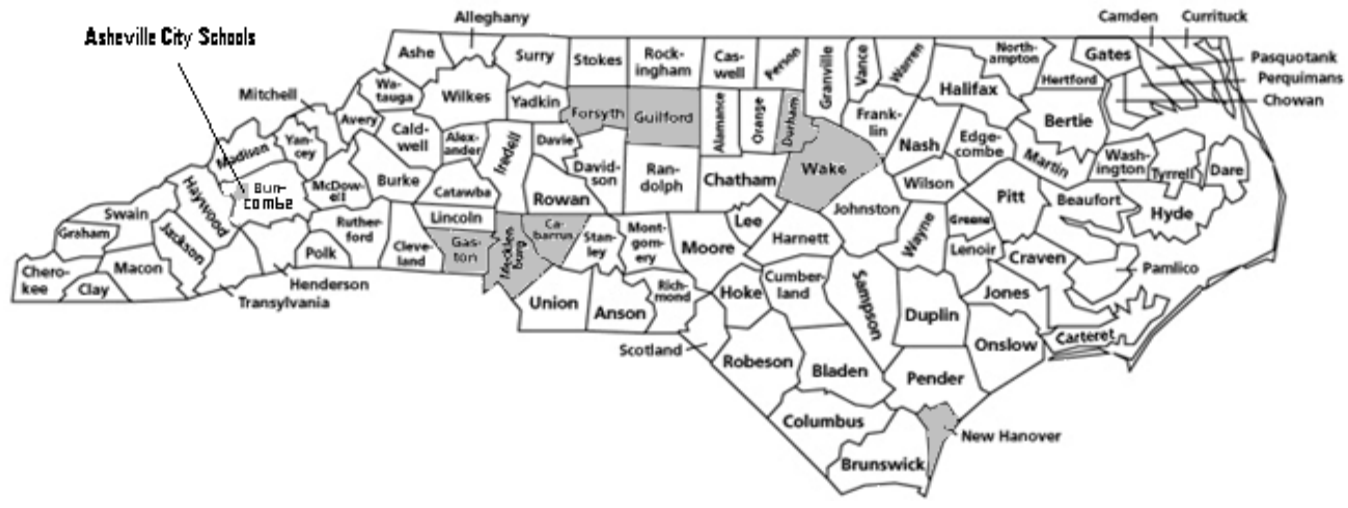 Asheville City Schools
Alleghany
Camden
Currituck
Ashe
Surry
Stokes
Rock-
ingham
Cas-
well
Person
Granville
Vance
Warren
North-
ampton
Gates
Pasquotank
Hertford
Perquimans
Chowan
Mitchell
Wa-
tauga
Wilkes
Yadkin
Forsyth
Guilford
Alamance
Orange
Durham
Halifax
Frank-
lin
Bertie
Avery
Cald-
well
Alex-
ander
Iredell
Davie
Nash
Edge-
combe
Madison
Yan-
cey
Martin
Wash-
ington
Tyrrell
Dare
Haywood
Bun-
combe
McDow-
ell
Burke
Catawba
Rowan
David-
son
Ran-
dolph
Chatham
Wake
Wilson
Pitt
Beaufort
Hyde
Swain
Graham
Jackson
Ruther-
ford
Lincoln
Johnston
Greene
Wayne
Lenoir
Craven
Pamlico
Polk
Cleve-
land
Gas-
ton
Mecklen
burg
Ca-
barrus
Stan-
ley
Mont-
gom-
ery
Moore
Lee
Harnett
Chero-
kee
Clay
Macon
Henderson
Transylvania
Union
Anson
Rich-
mond
Hoke
Cumber-
land
Sampson
Duplin
Jones
Onslow
Carteret
Scotland
Robeson
Bladen
Pender
Columbus
New Hanover
Brunswick